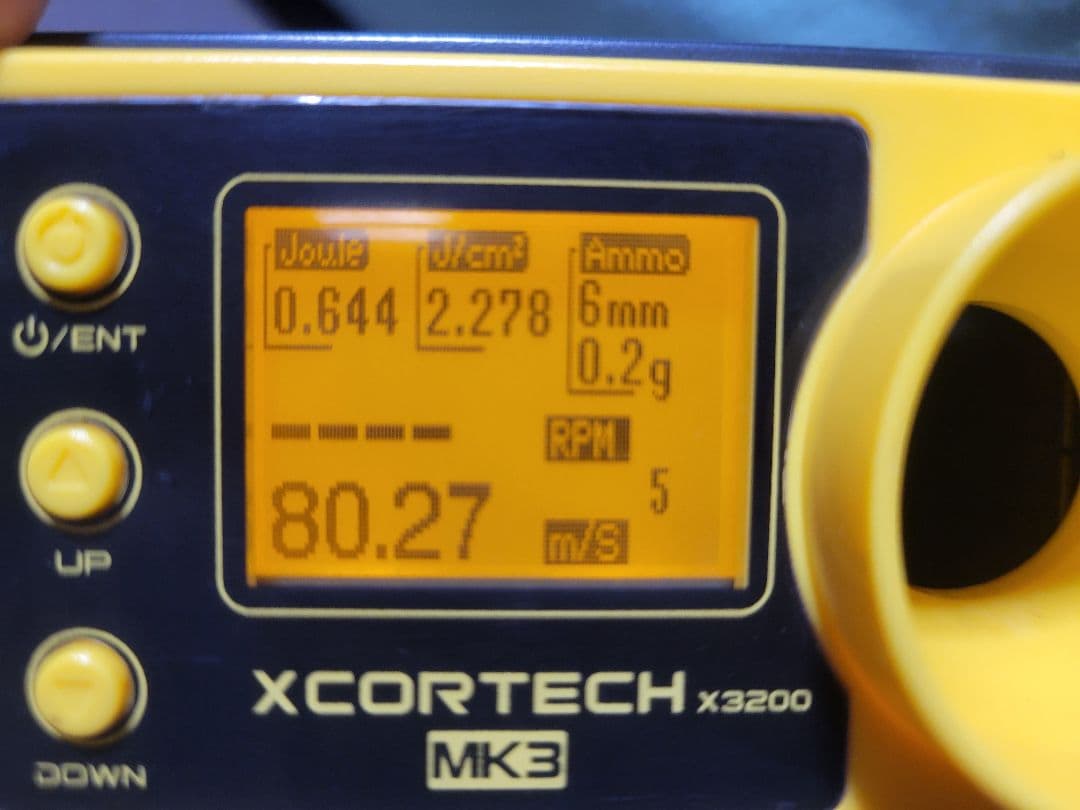 Joule J/cm² Ammo
0.644 2.278 6mm
0.2g
---- RPM
5
80.27 m/S
⏻/ENT
UP
DOWN
XCORTECH X3200
MK3